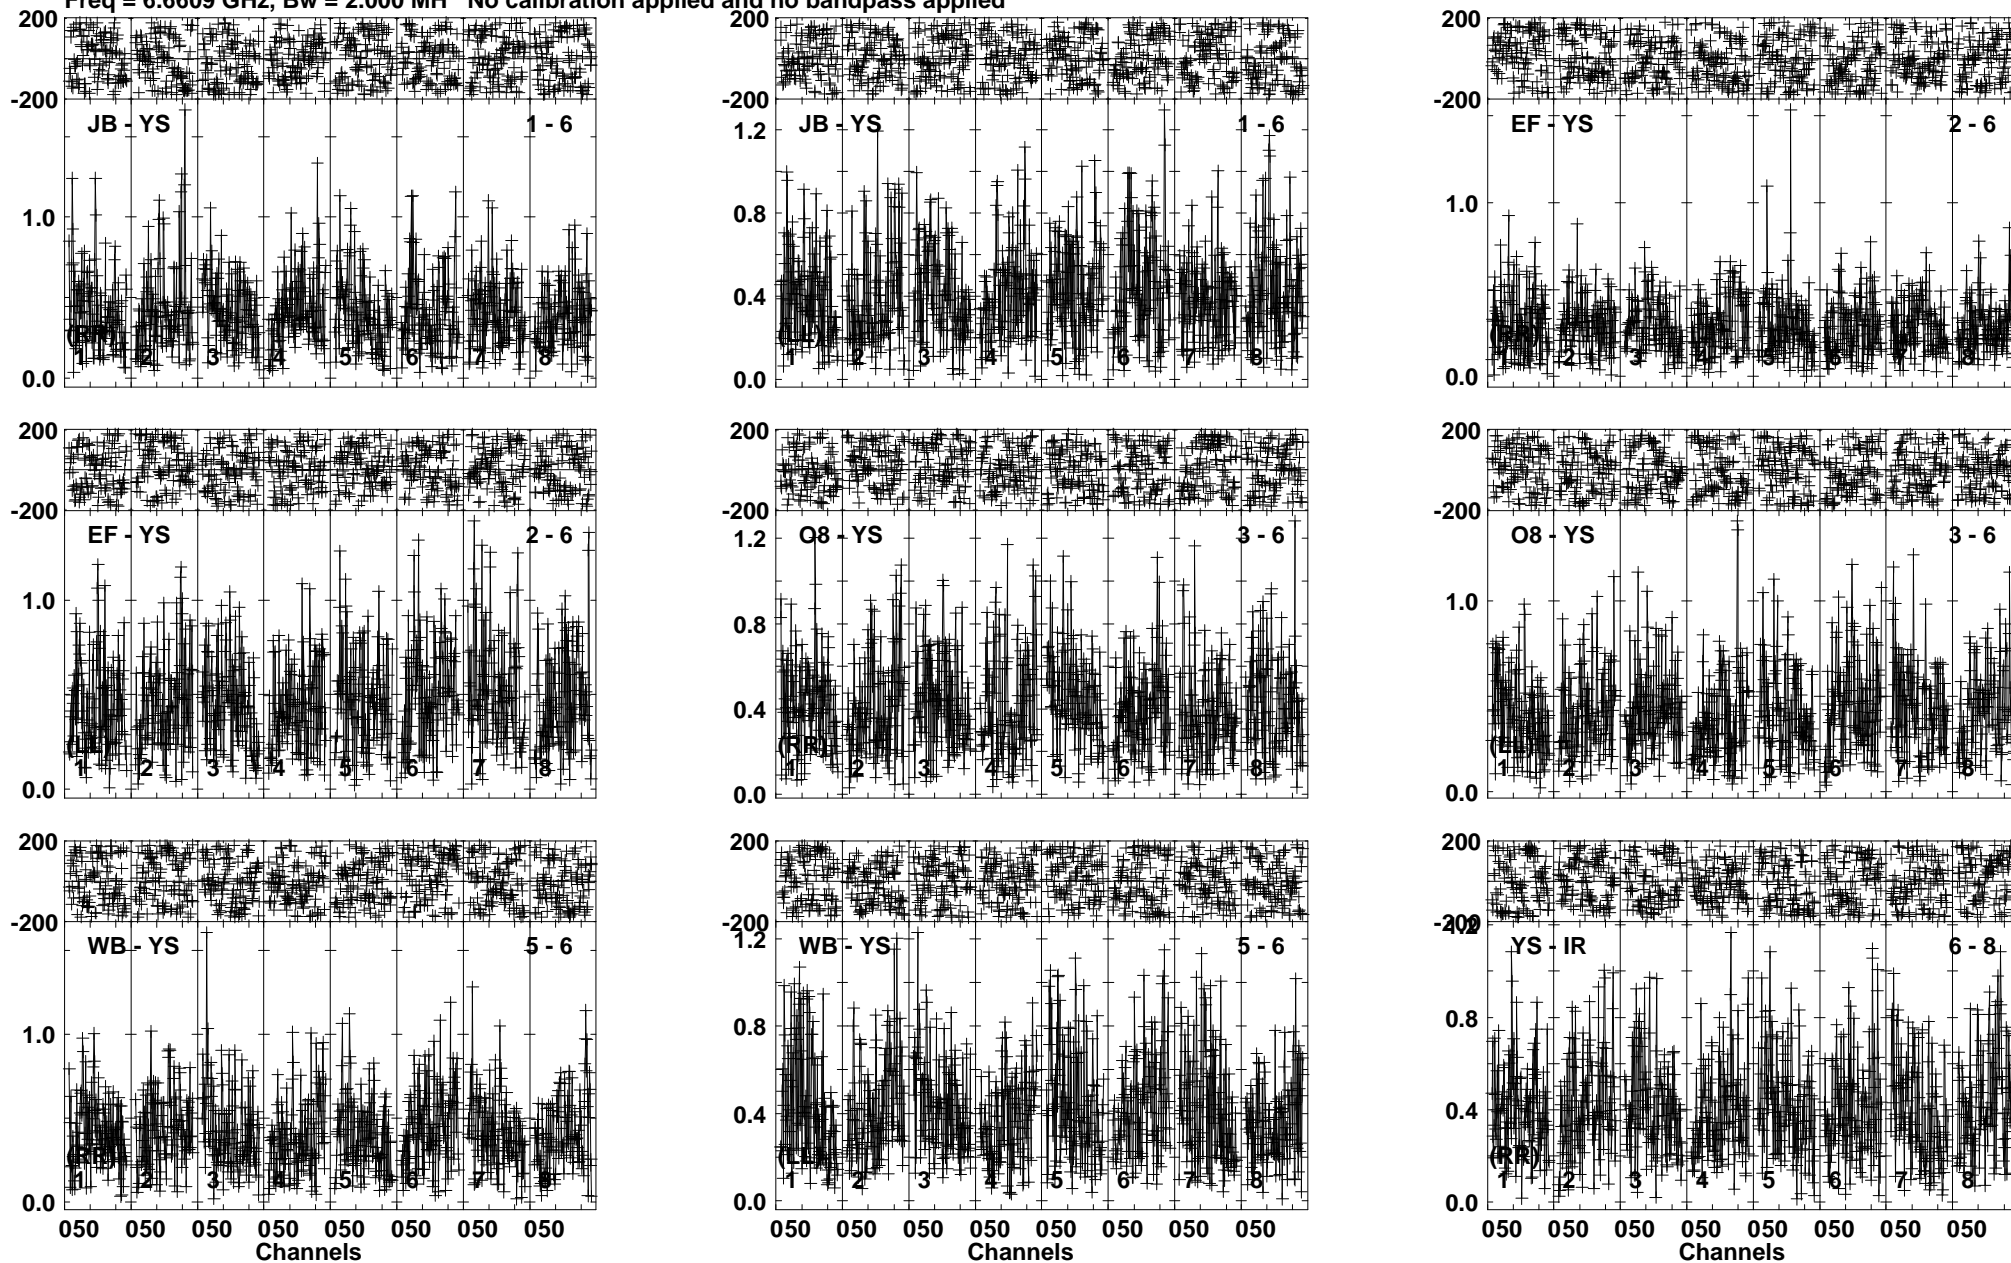 Freq = 6.6609 GHz, Bw = 2.000 MH No calibration applied and no bandpass applied
200 200 200
-200 -200 -200
JB - YS 1 - 6 JB - YS 1 - 6 EF - YS 2 - 6
1.2
1.0 1.0
0.8
0.4
(RR) (LL) (RR)
1 2 3 4 5 6 7 8 1 2 3 4 5 6 7 8 1 2 3 4 5 6 7 8
0.0 0.0 0.0
200 200 200
-200 -200 -200
EF - YS 2 - 6 O8 - YS 3 - 6 O8 - YS 3 - 6
1.2
1.0 1.0
0.8
0.4
(LL) (RR) (LL)
1 2 3 4 5 6 7 8 1 2 3 4 5 6 7 8 1 2 3 4 5 6 7 8
0.0 0.0 0.0
200 200 200
-200 -200 -200
WB - YS 5 - 6 WB - YS 5 - 6 YS - IR 6 - 8
1.2 1.2
1.0
0.8 0.8
0.4 0.4
(RR) (LL) (RR)
1 2 3 4 5 6 7 8 1 2 3 4 5 6 7 8 1 2 3 4 5 6 7 8
0.0 0.0 0.0
050 050 050 050 050 050 050 050 050 050 050 050 050 050 050 050 050 050 050 050 050 050 050 050
Channels Channels Channels